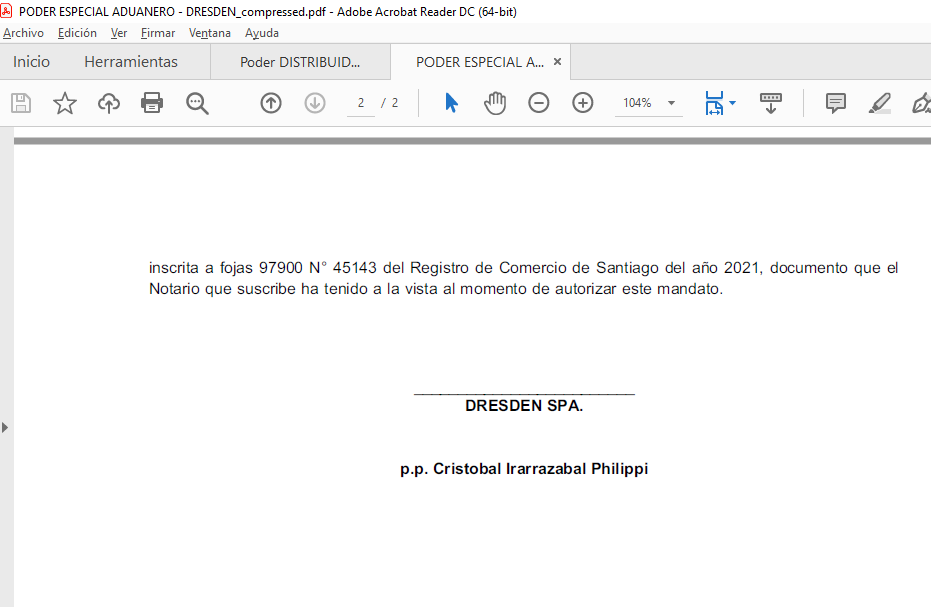 PODER ESPECIAL ADUANERO - DRESDEN_compressed.pdf - Adobe Acrobat Reader DC (64-bit)
Archivo Edición Ver Firmar Ventana Ayuda
Inicio Herramientas Poder DISTRIBUID... PODER ESPECIAL A... ×
2 / 2 104%
inscrita a fojas 97900 N° 45143 del Registro de Comercio de Santiago del año 2021, documento que el
Notario que suscribe ha tenido a la vista al momento de autorizar este mandato.
DRESDEN SPA.
p.p. Cristobal Irarrazabal Philippi